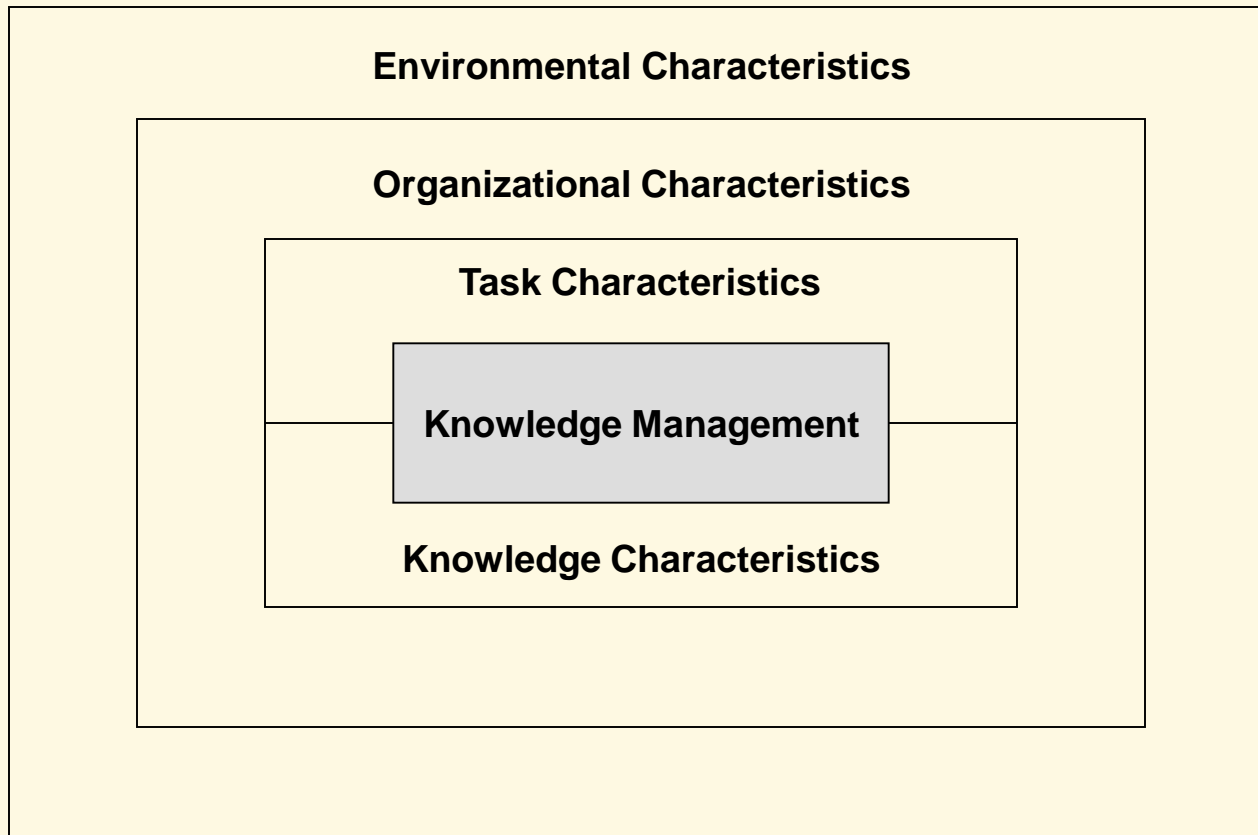 Environmental Characteristics
Organizational Characteristics
Task Characteristics
Knowledge Management
Knowledge Characteristics